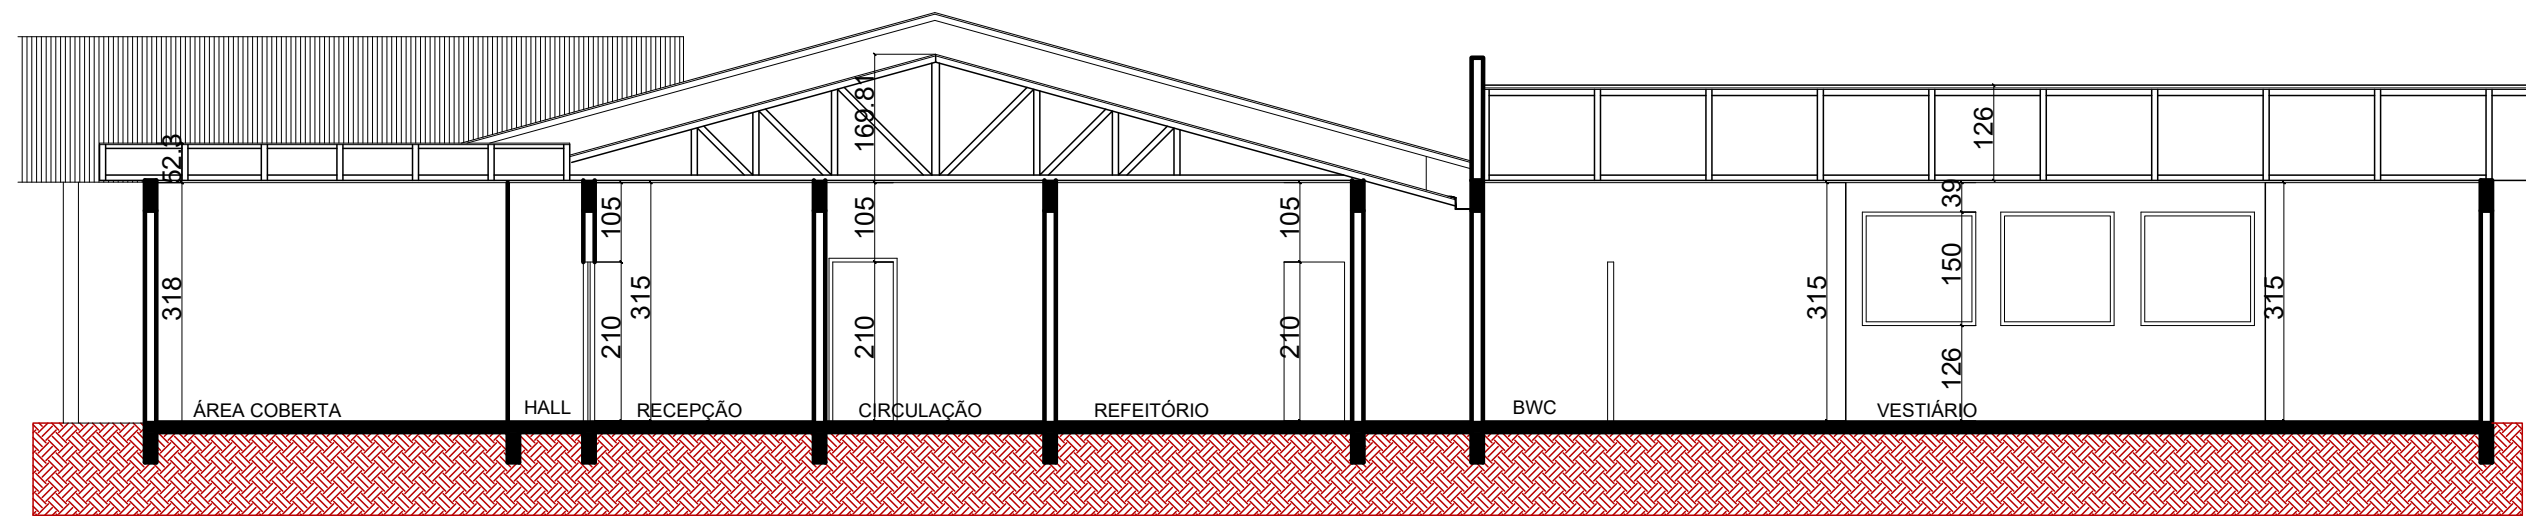 169.81
52.3
126
105
105
105
39
318
315
210
210
210
315
150
126
315
ÁREA COBERTA
HALL
RECEPÇÃO
CIRCULAÇÃO
REFEITÓRIO
BWC
VESTIÁRIO